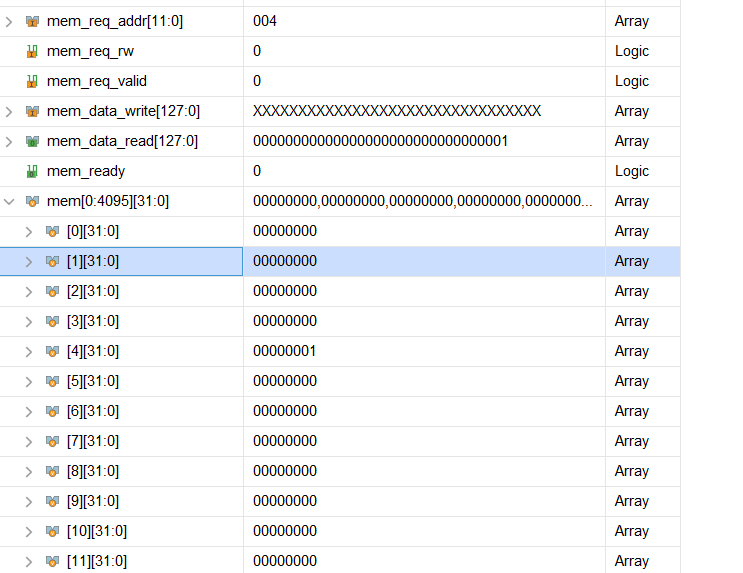 mem_req_addr[11:0] 004 Array
mem_req_rw 0 Logic
mem_req_valid 0 Logic
mem_data_write[127:0] XXXXXXXXXXXXXXXXXXXXXXXXXXXXXXXX Array
mem_data_read[127:0] 00000000000000000000000000000001 Array
mem_ready 0 Logic
mem[0:4095][31:0] 00000000,00000000,00000000,00000000,0000000... Array
[0][31:0] 00000000 Array
[1][31:0] 00000000 Array
[2][31:0] 00000000 Array
[3][31:0] 00000000 Array
[4][31:0] 00000001 Array
[5][31:0] 00000000 Array
[6][31:0] 00000000 Array
[7][31:0] 00000000 Array
[8][31:0] 00000000 Array
[9][31:0] 00000000 Array
[10][31:0] 00000000 Array
[11][31:0] 00000000 Array